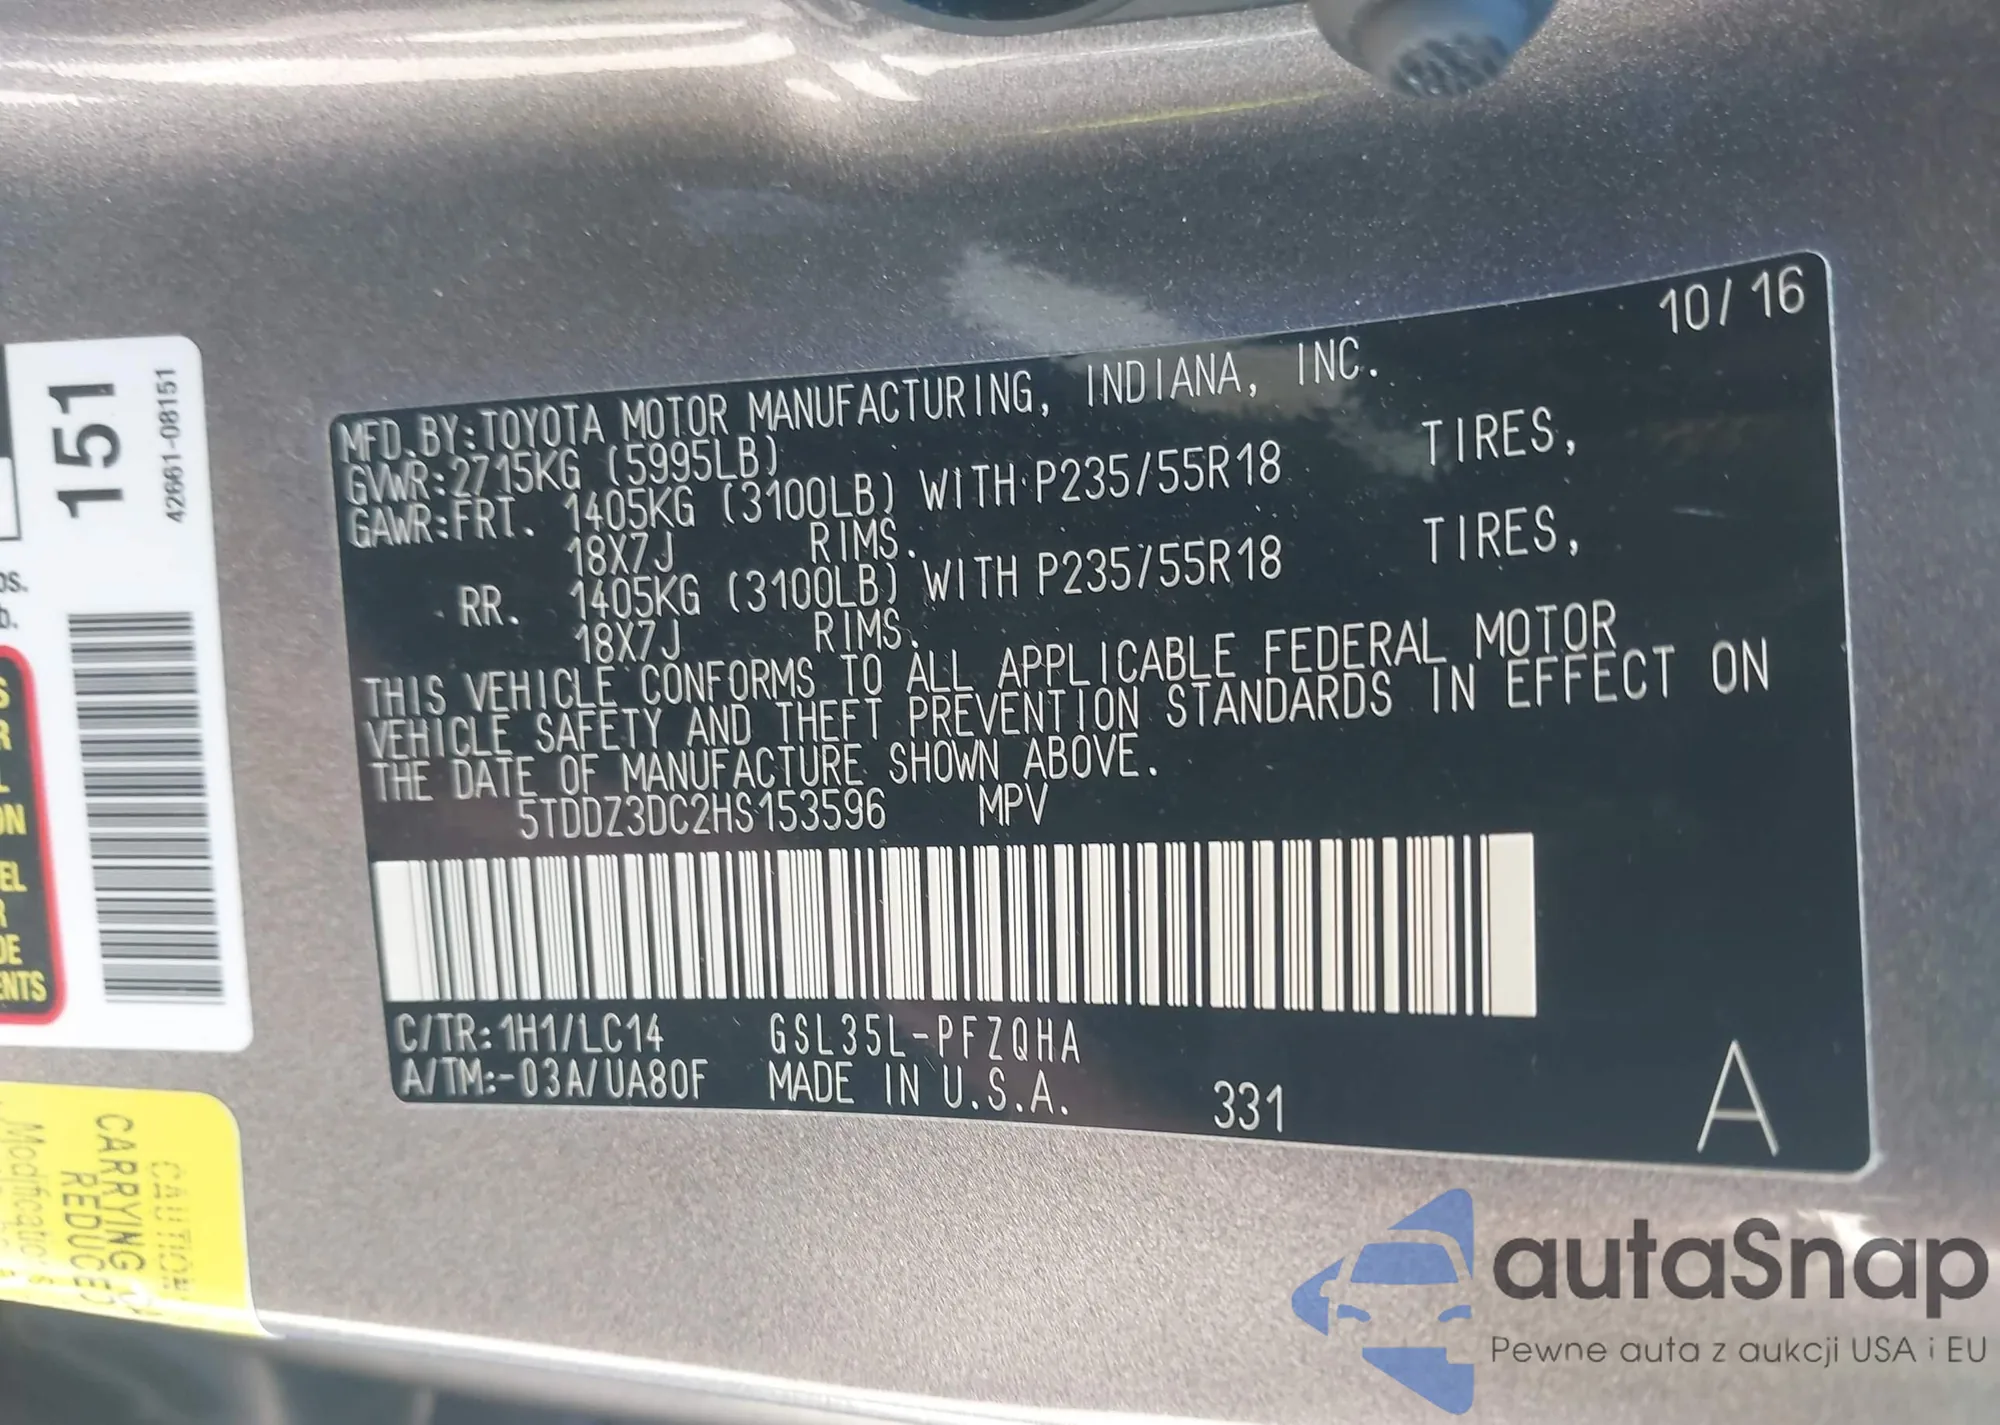 10/16
MFD.BY:TOYOTA MOTOR MANUFACTURING, INDIANA, INC.
GVWR:2715KG (5995LB)
GAWR:FRT. 1405KG (3100LB) WITH P235/55R18 TIRES,
18X7J RIMS.
RR. 1405KG (3100LB) WITH P235/55R18 TIRES,
18X7J RIMS.
THIS VEHICLE CONFORMS TO ALL APPLICABLE FEDERAL MOTOR
VEHICLE SAFETY AND THEFT PREVENTION STANDARDS IN EFFECT ON
THE DATE OF MANUFACTURE SHOWN ABOVE.
5TDDZ3DC2HS153596 MPV
C/TR:1H1/LC14 GSL35L-PFZQHA
A/TM:-03A/UA80F MADE IN U.S.A. 331 A
151
42661-08151
CAUTION:
CARRYING
REDUCED
autaSnap
Pewne auta z aukcji USA i EU